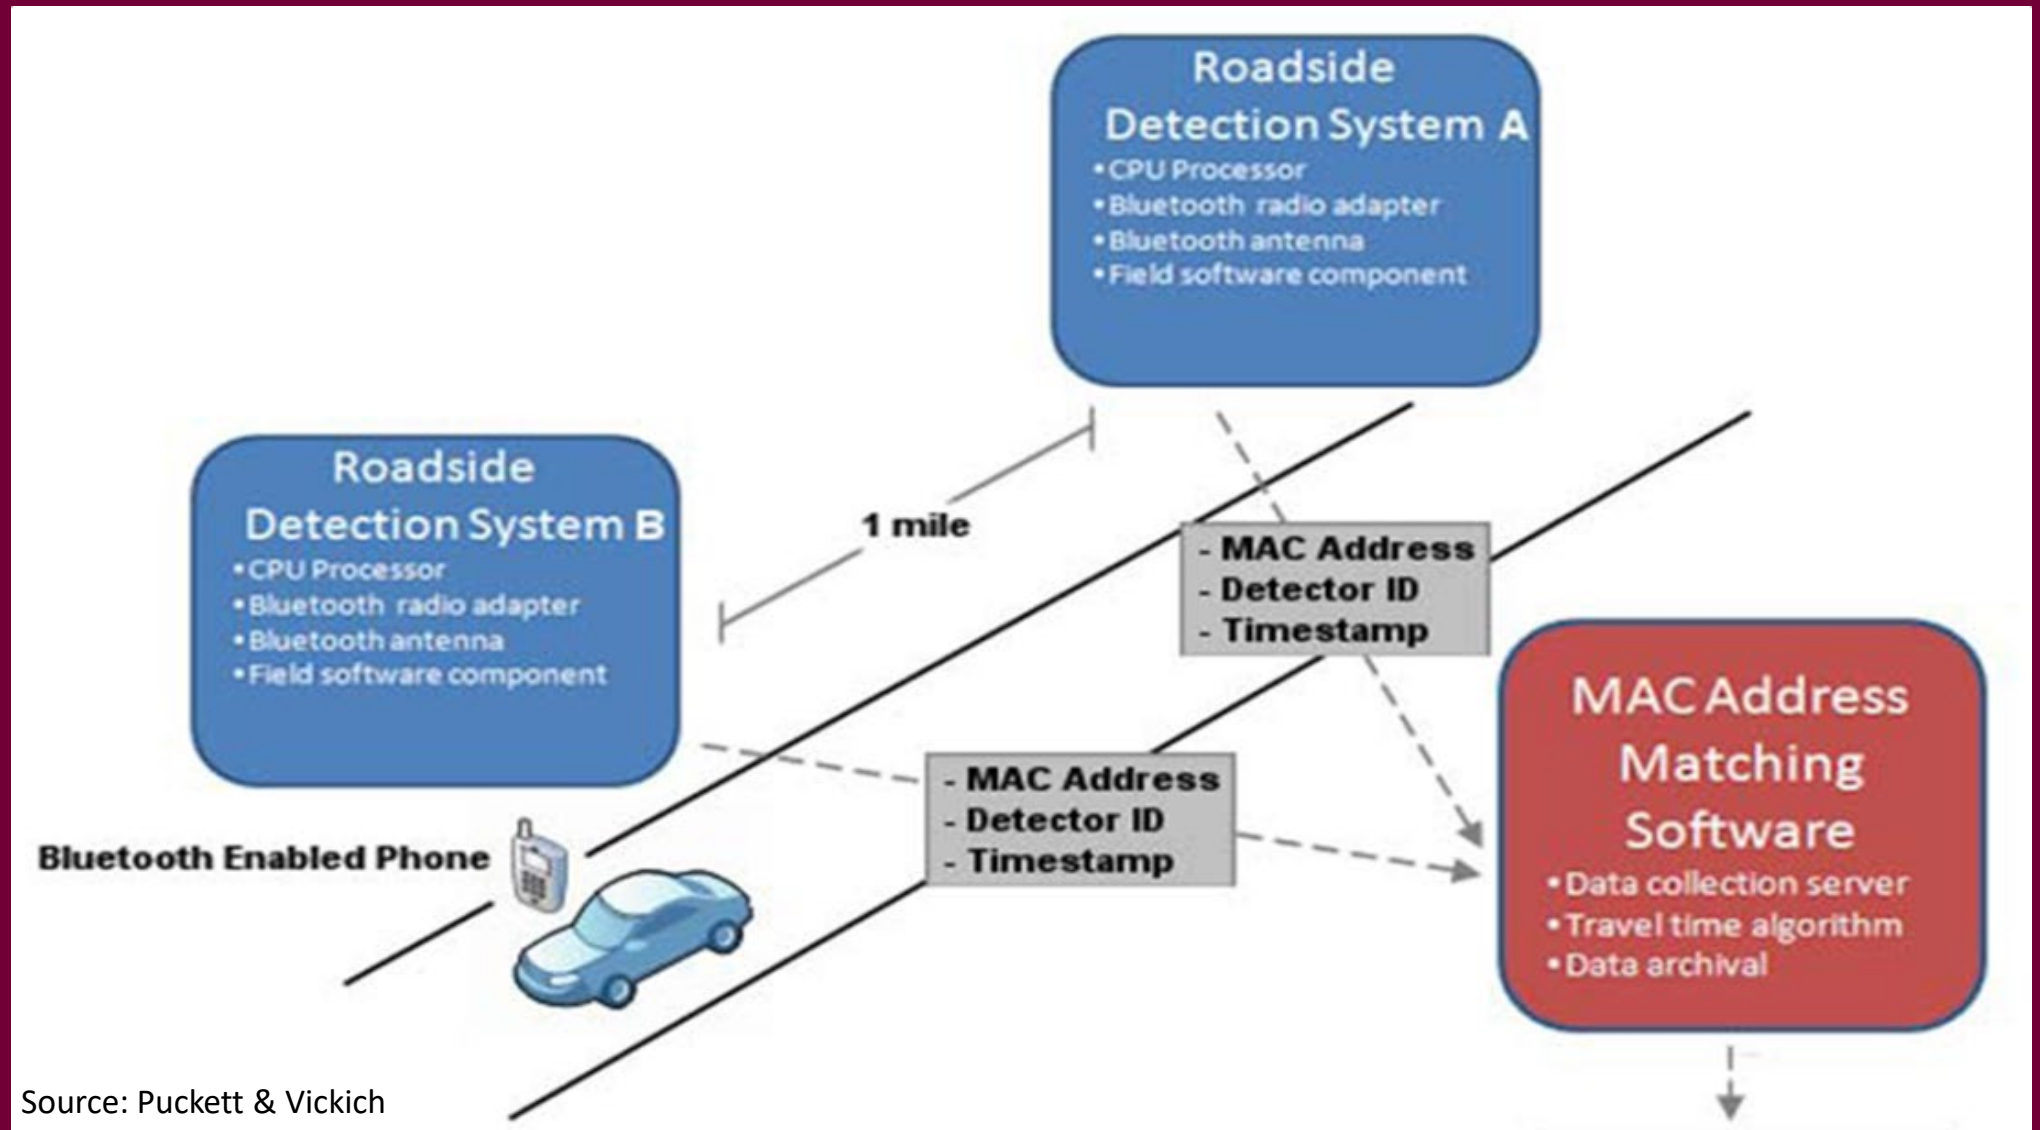 Roadside
Detection System A
•CPU Processor
•Bluetooth radio adapter
•Bluetooth antenna
•Field software component
Roadside
Detection System B
•CPU Processor
•Bluetooth radio adapter
•Bluetooth antenna
•Field software component
1 mile
- MAC Address
- Detector ID
- Timestamp
- MAC Address
- Detector ID
- Timestamp
MAC Address
Matching
Software
•Data collection server
•Travel time algorithm
•Data archival
Bluetooth Enabled Phone
Source: Puckett & Vickich